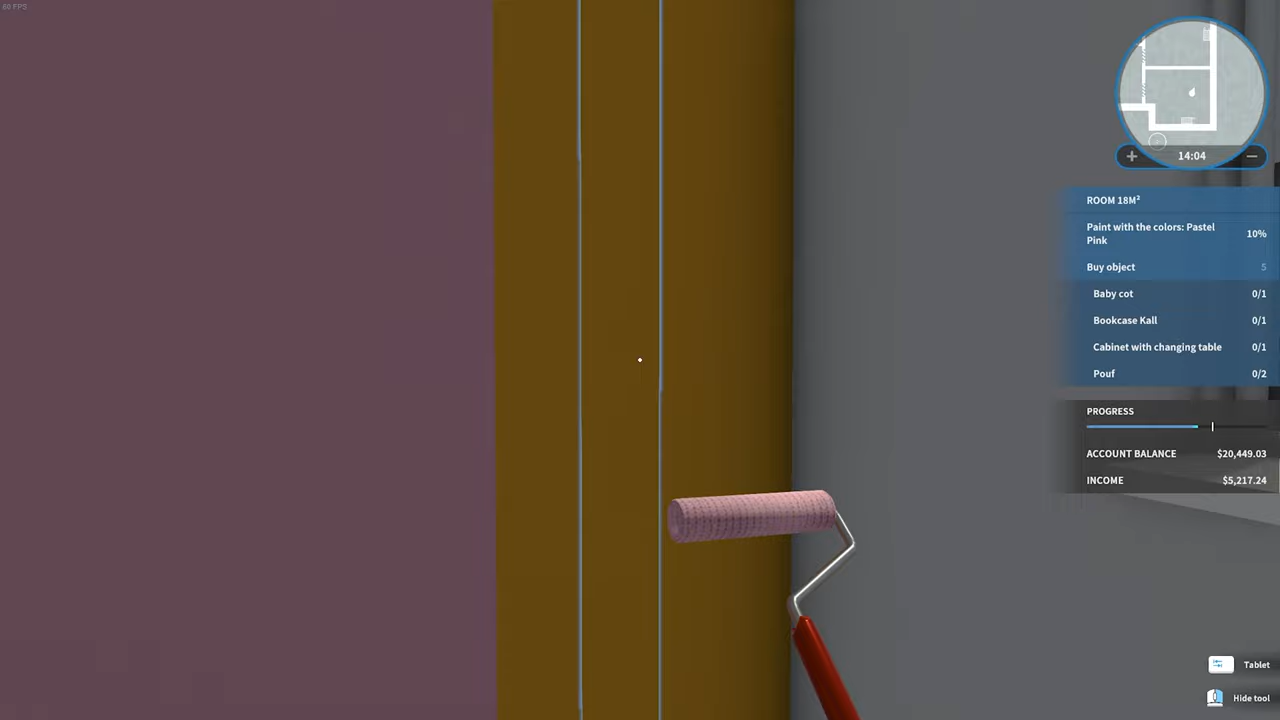 60 FPS
+ 14:04 −
ROOM 18M²
Paint with the colors: Pastel
Pink 10%
Buy object 5
Baby cot 0/1
Bookcase Kall 0/1
Cabinet with changing table 0/1
Pouf 0/2
PROGRESS
ACCOUNT BALANCE $20,449.03
INCOME $5,217.24
Tablet
Hide tool